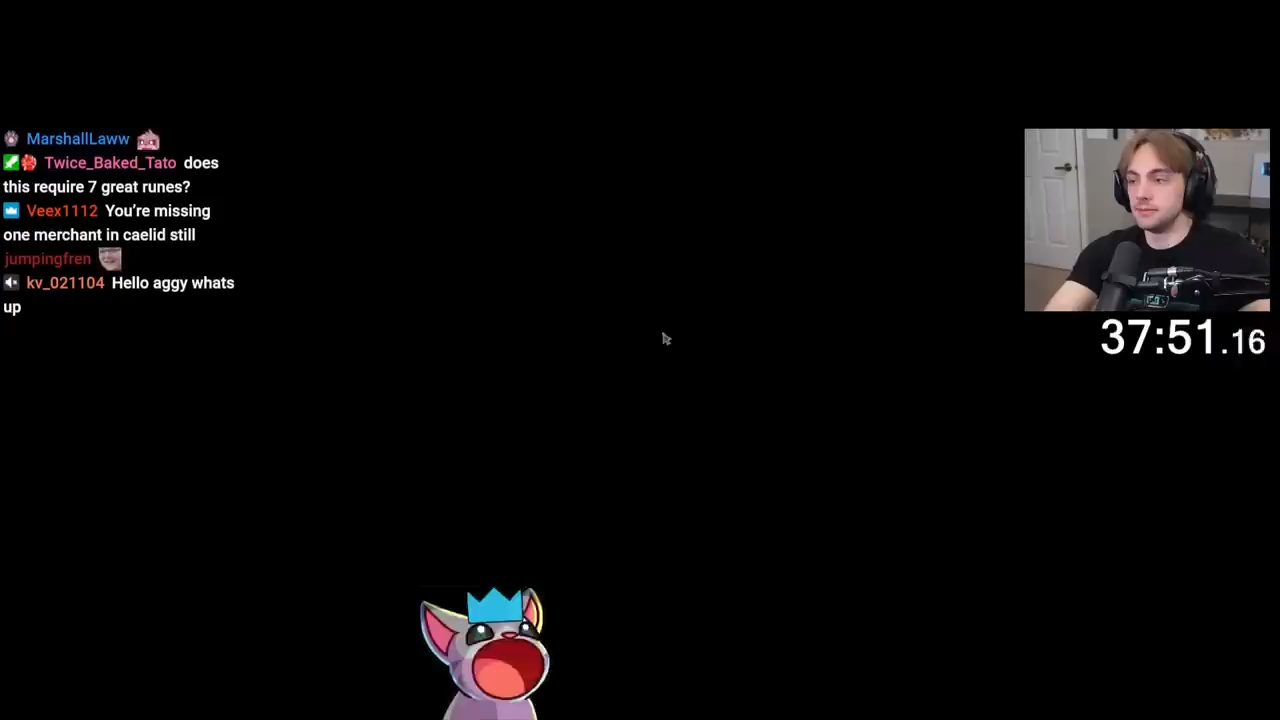 MarshallLaww
Twice_Baked_Tato does
this require 7 great runes?
Veex1112 You’re missing
one merchant in caelid still
jumpingfren
kv_021104 Hello aggy whats
up
37:51.16